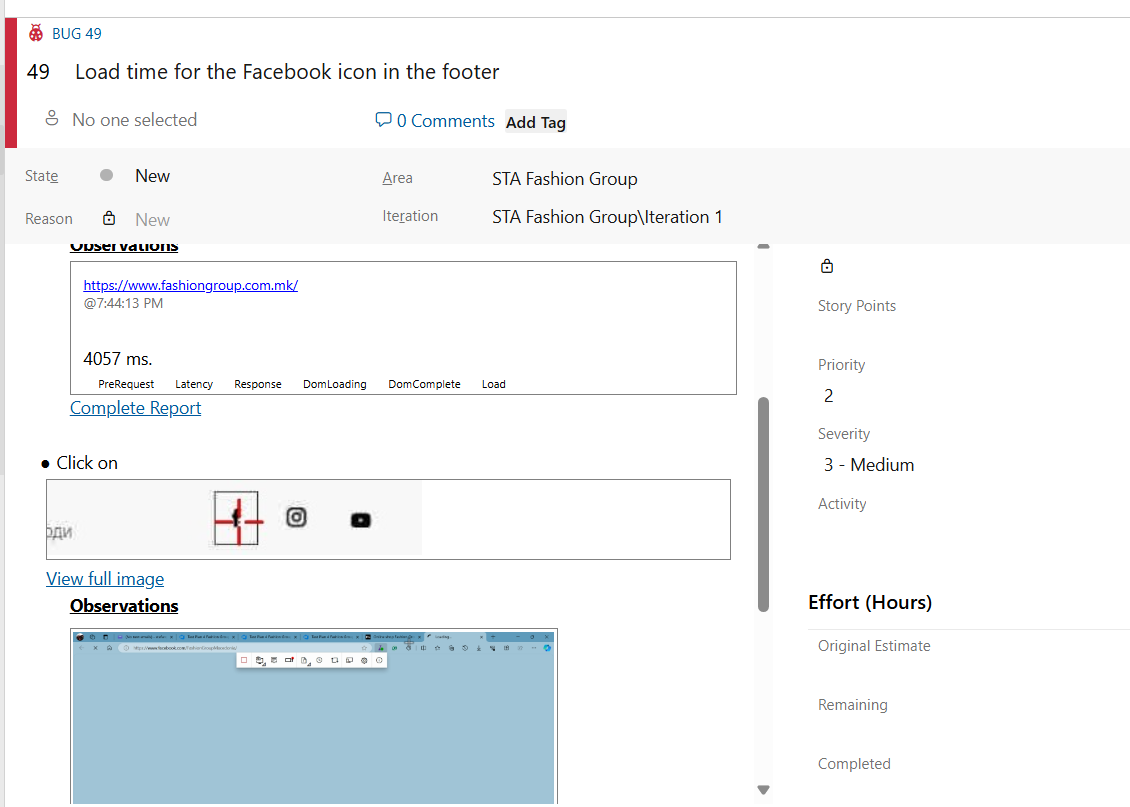 BUG 49
49 Load time for the Facebook icon in the footer
No one selected
0 Comments
Add Tag
State New
Area STA Fashion Group
Reason New
Iteration STA Fashion Group\Iteration 1
Observations
https://www.fashiongroup.com.mk/
@7:44:13 PM
4057 ms.
PreRequest Latency Response DomLoading DomComplete Load
Complete Report
• Click on
оди
View full image
Observations
Story Points
Priority
2
Severity
3 - Medium
Activity
Effort (Hours)
Original Estimate
Remaining
Completed